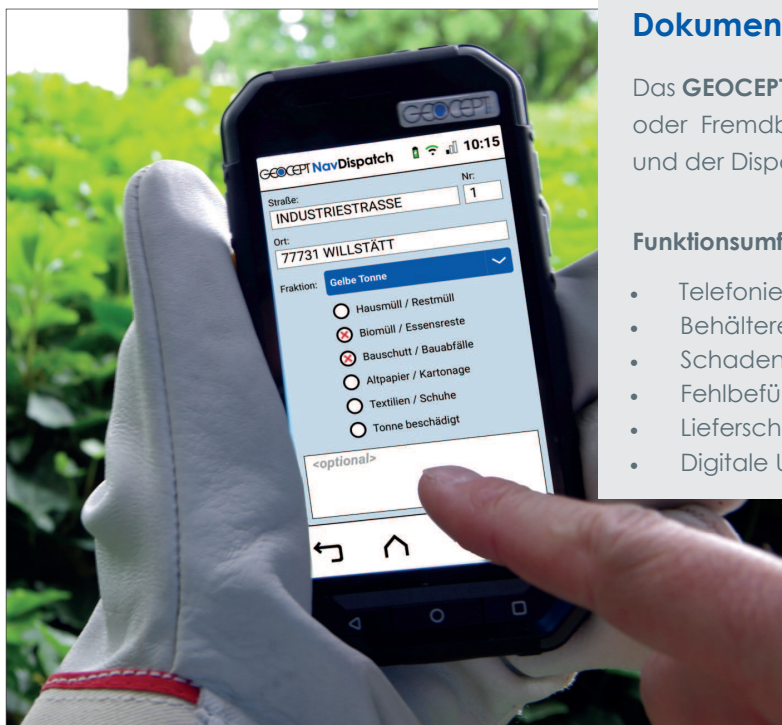 GEOCEPT
GEOCEPT NavDispatch 10:15
Straße: Nr:
INDUSTRIESTRASSE 1
Ort:
77731 WILLSTÄTT
Fraktion: Gelbe Tonne
Hausmüll / Restmüll
Biomüll / Essensreste
Bauschutt / Bauabfälle
Altpapier / Kartonage
Textilien / Schuhe
Tonne beschädigt
<optional>
Dokumen
Das GEOCEPT
oder Fremdb
und der Dispo
Funktionsumf
• Telefonie
• Behältere
• Schaden
• Fehlbefü
• Liefersch
• Digitale U